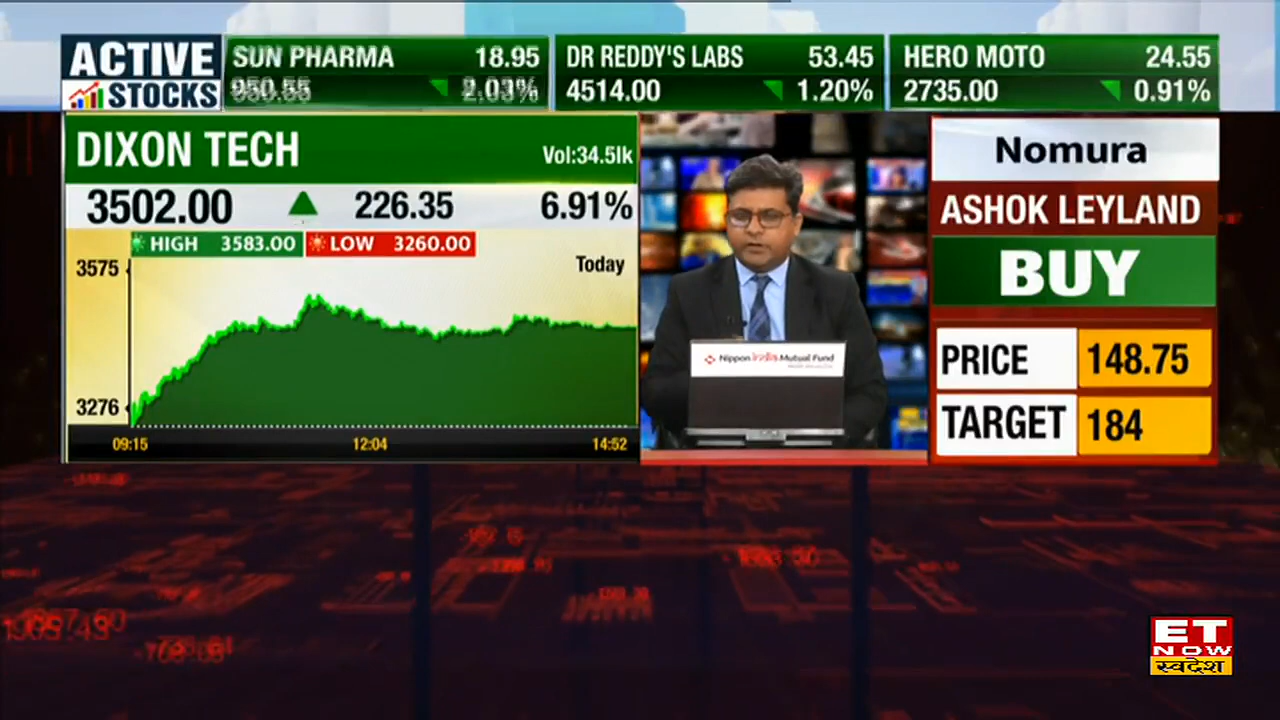 ACTIVE
STOCKS
SUN PHARMA 18.95
950.55 2.03%
DR REDDY'S LABS 53.45
4514.00 1.20%
HERO MOTO 24.55
2735.00 0.91%
DIXON TECH
Vol:34.5lk
3502.00 226.35 6.91%
HIGH 3583.00 LOW 3260.00
3575
Today
3276
09:15 12:04 14:52
Nippon india Mutual Fund
Nomura
ASHOK LEYLAND
BUY
PRICE 148.75
TARGET 184
ET
NOW
स्वदेश